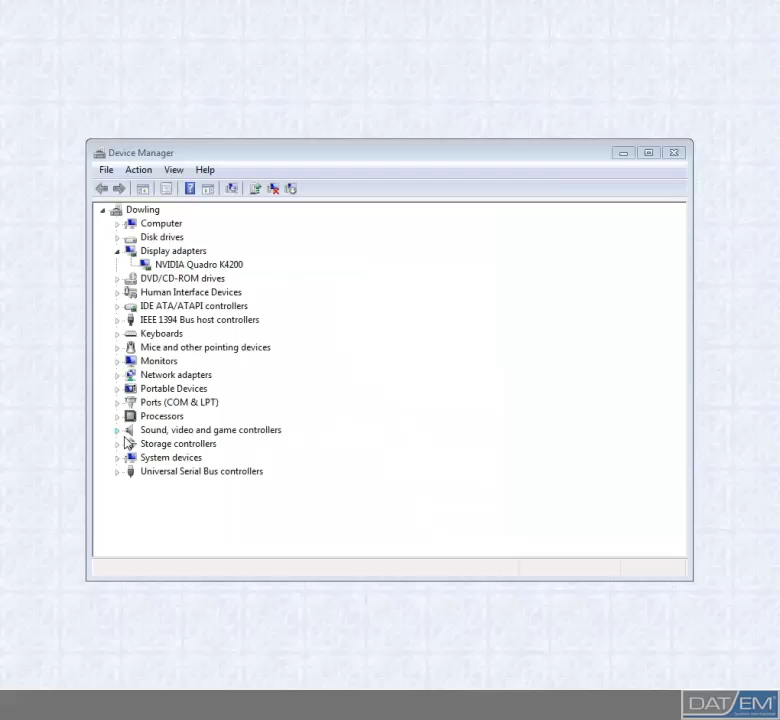 Device Manager
File Action View Help
Dowling
Computer
Disk drives
Display adapters
NVIDIA Quadro K4200
DVD/CD-ROM drives
Human Interface Devices
IDE ATA/ATAPI controllers
IEEE 1394 Bus host controllers
Keyboards
Mice and other pointing devices
Monitors
Network adapters
Portable Devices
Ports (COM & LPT)
Processors
Sound, video and game controllers
Storage controllers
System devices
Universal Serial Bus controllers
DAT/EM